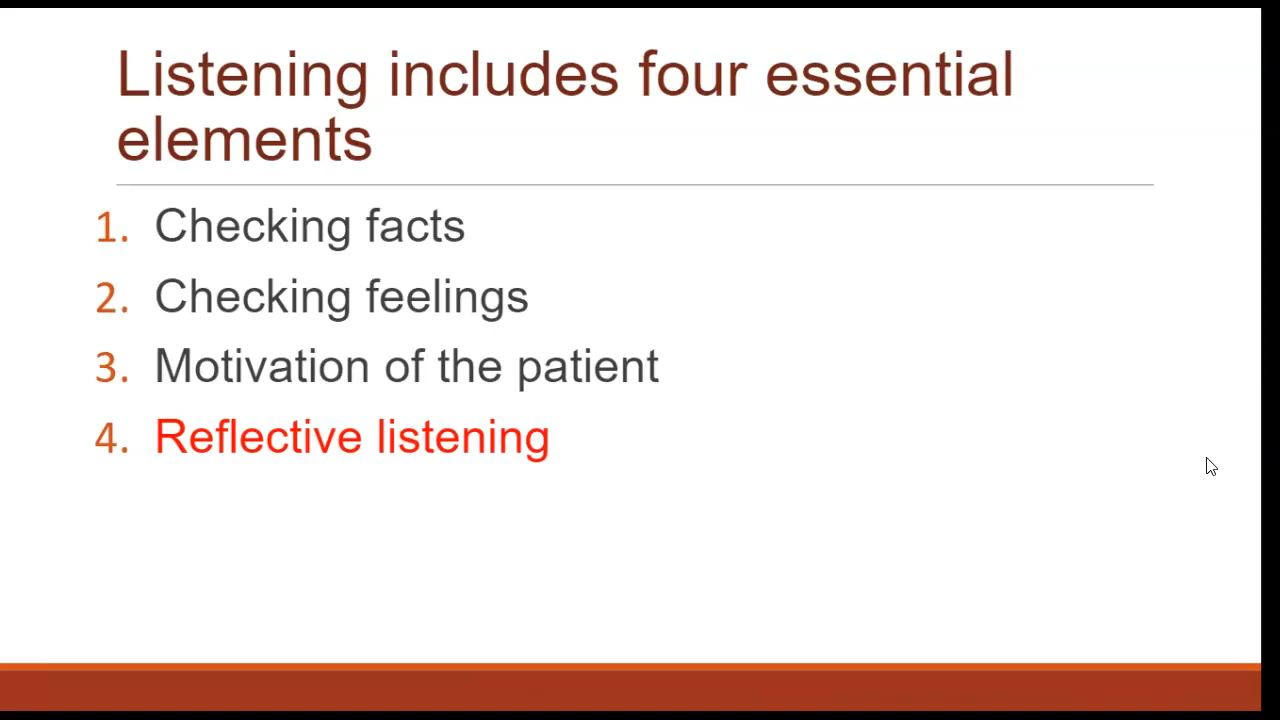 Listening includes four essential
elements
1. Checking facts
2. Checking feelings
3. Motivation of the patient
4. Reflective listening